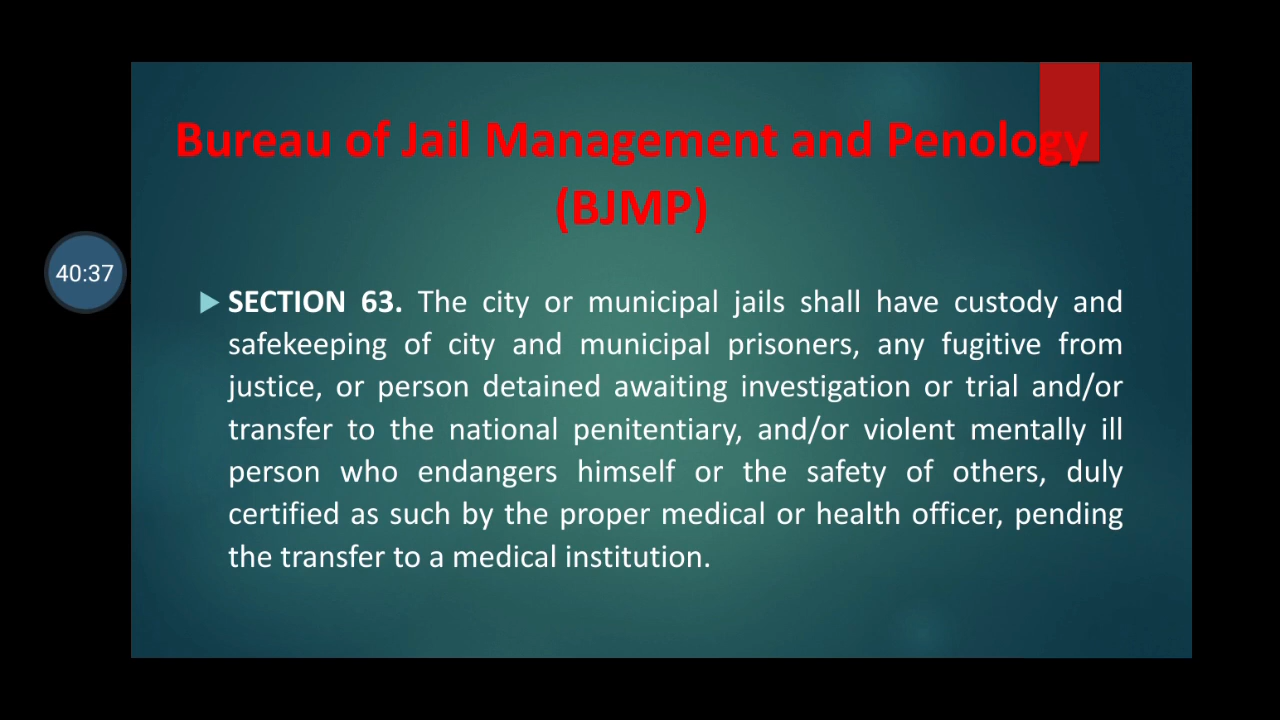 Bureau of Jail Management and Penology
(BJMP)
40:37
SECTION 63. The city or municipal jails shall have custody and
safekeeping of city and municipal prisoners, any fugitive from
justice, or person detained awaiting investigation or trial and/or
transfer to the national penitentiary, and/or violent mentally ill
person who endangers himself or the safety of others, duly
certified as such by the proper medical or health officer, pending
the transfer to a medical institution.